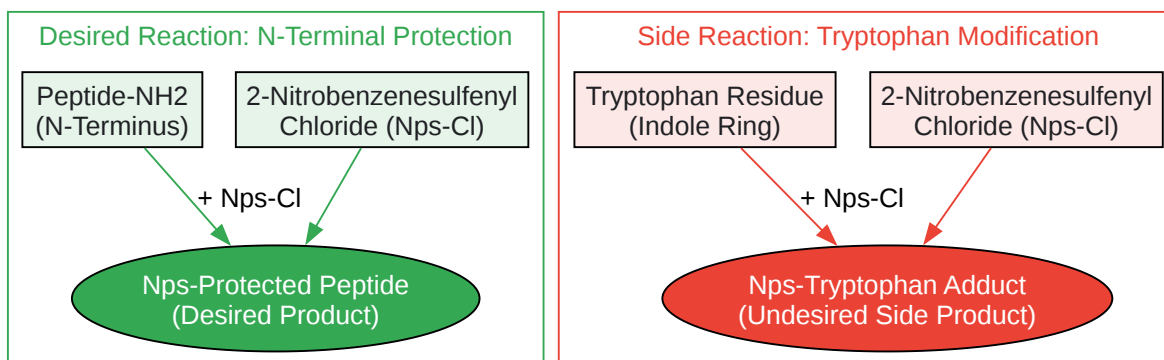 Desired Reaction: N-Terminal Protection
Peptide-NH2
(N-Terminus)
2-Nitrobenzenesulfenyl
Chloride (Nps-Cl)
+ Nps-Cl
Nps-Protected Peptide
(Desired Product)
Side Reaction: Tryptophan Modification
Tryptophan Residue
(Indole Ring)
2-Nitrobenzenesulfenyl
Chloride (Nps-Cl)
+ Nps-Cl
Nps-Tryptophan Adduct
(Undesired Side Product)